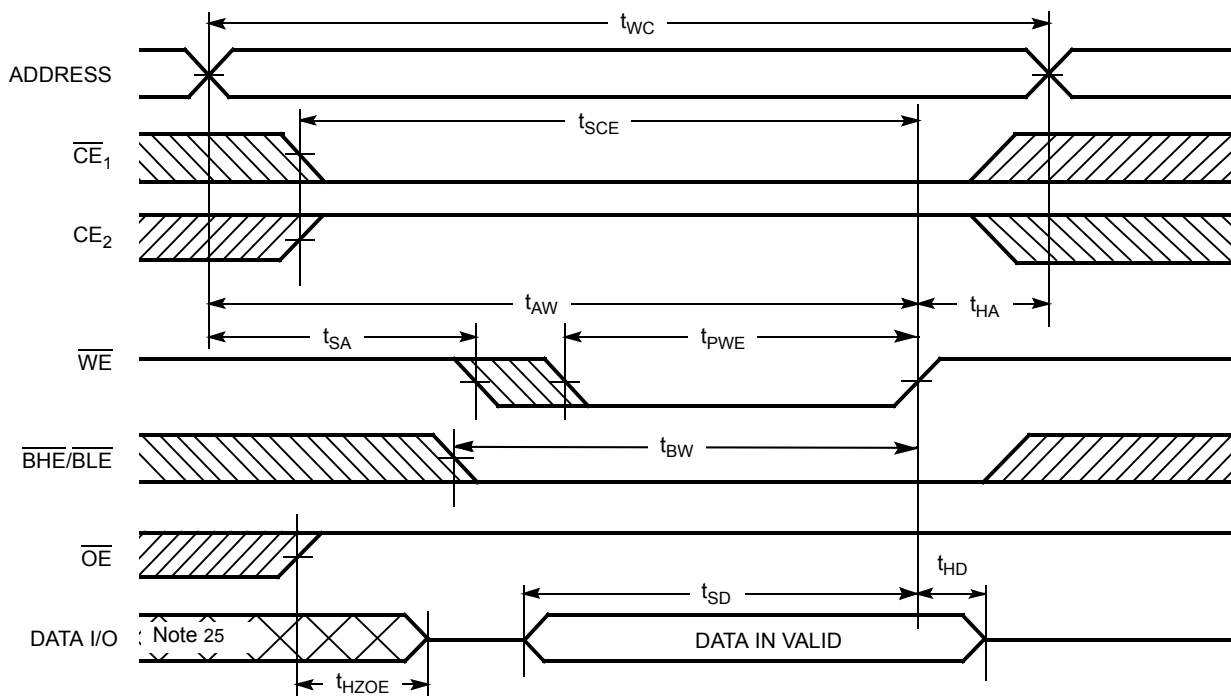 tWC
ADDRESS
tSCE
CE1
CE2
tAW
tHA
tSA
tPWE
WE
tBW
BHE/BLE
OE
tHD
tSD
DATA I/O
Note 25
DATA IN VALID
tHZOE